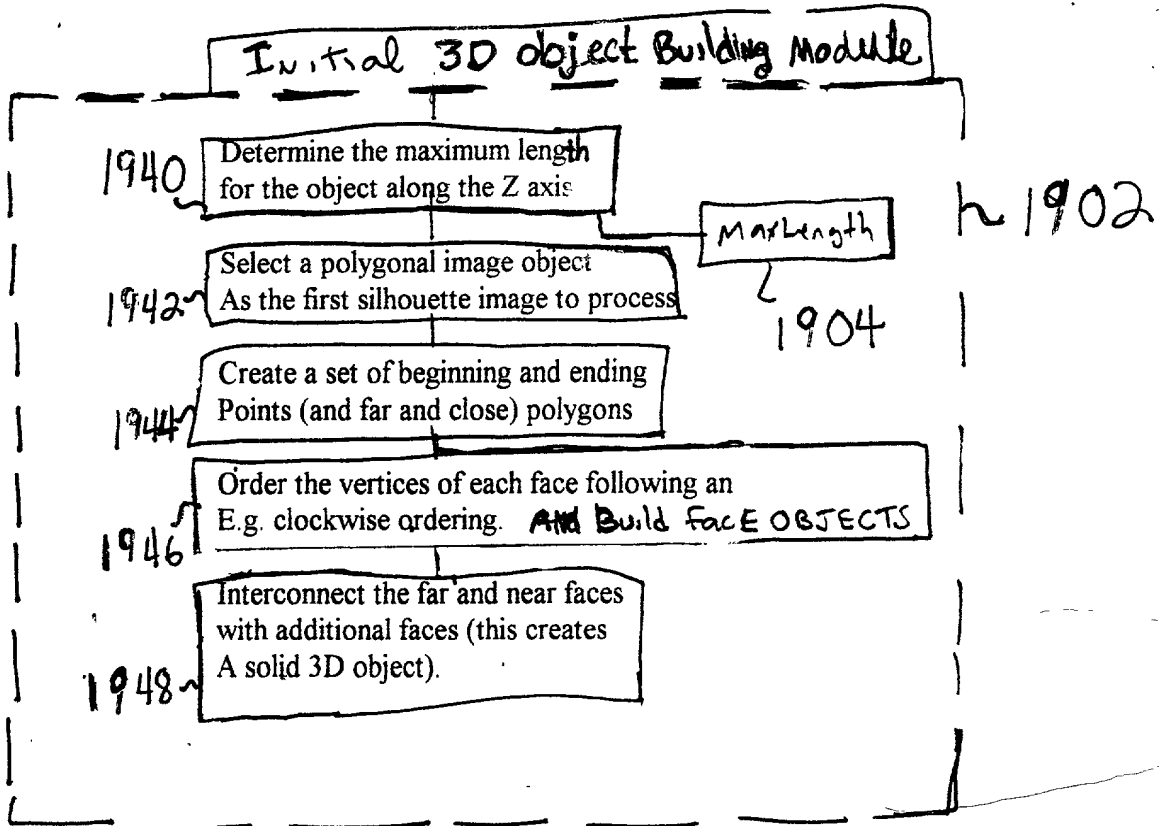 Initial 3D object Building Module
1940
Determine the maximum length
for the object along the Z axis
MaxLength
1902
1904
1942
Select a polygonal image object
As the first silhouette image to process
1944
Create a set of beginning and ending
Points (and far and close) polygons
1946
Order the vertices of each face following an
E.g. clockwise ordering. And Build FacE OBJECTS
1948
Interconnect the far and near faces
with additional faces (this creates
A solid 3D object).